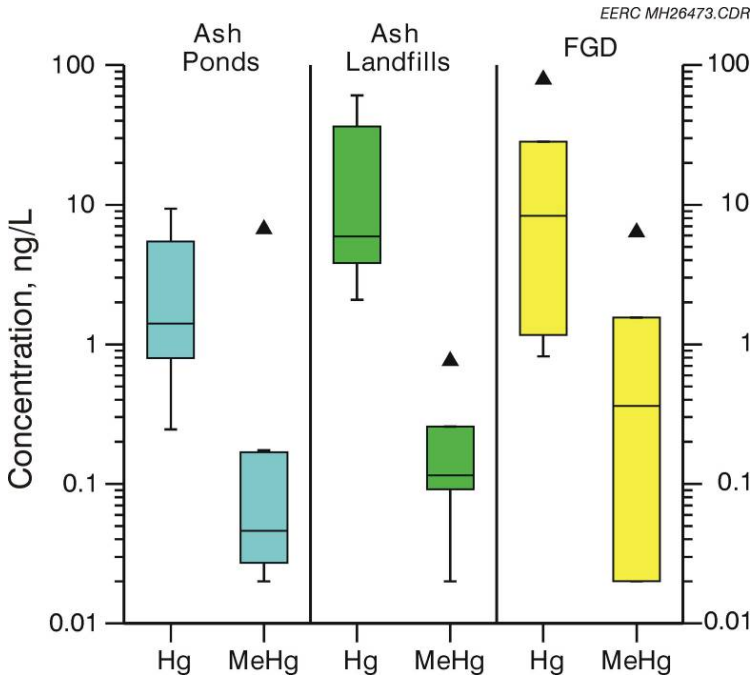 EERC MH26473.CDR
Ash
Ponds
Ash
Landfills
FGD
100
100
10
10
1
1
0.1
0.1
0.01
0.01
Concentration, ng/L
Hg
MeHg
Hg
MeHg
Hg
MeHg